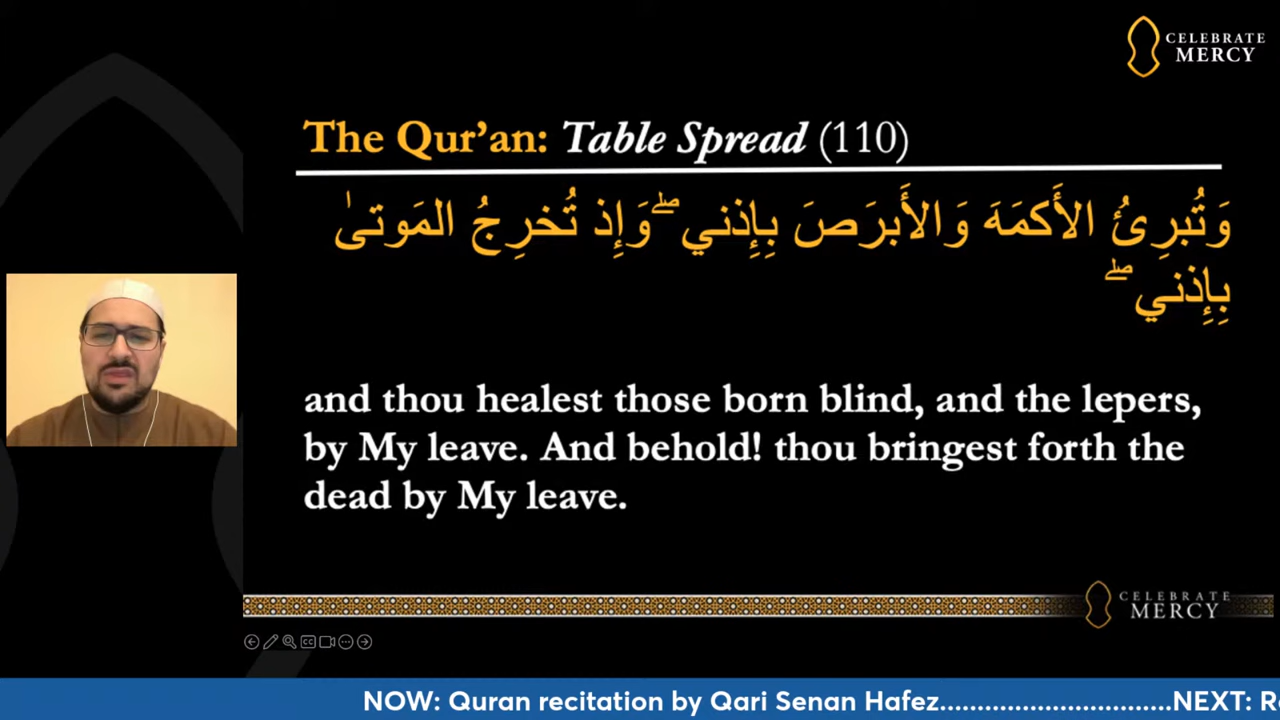 CELEBRATE
MERCY
The Qur’an: Table Spread (110)
وَتُبرِئُ الأَكمَهَ وَالأَبرَصَ بِإِذني ۖ وَإِذ تُخرِجُ المَوتىٰ
بِإِذني ۖ
and thou healest those born blind, and the lepers,
by My leave. And behold! thou bringest forth the
dead by My leave.
CELEBRATE
MERCY
CC
NOW: Quran recitation by Qari Senan Hafez..............................NEXT: